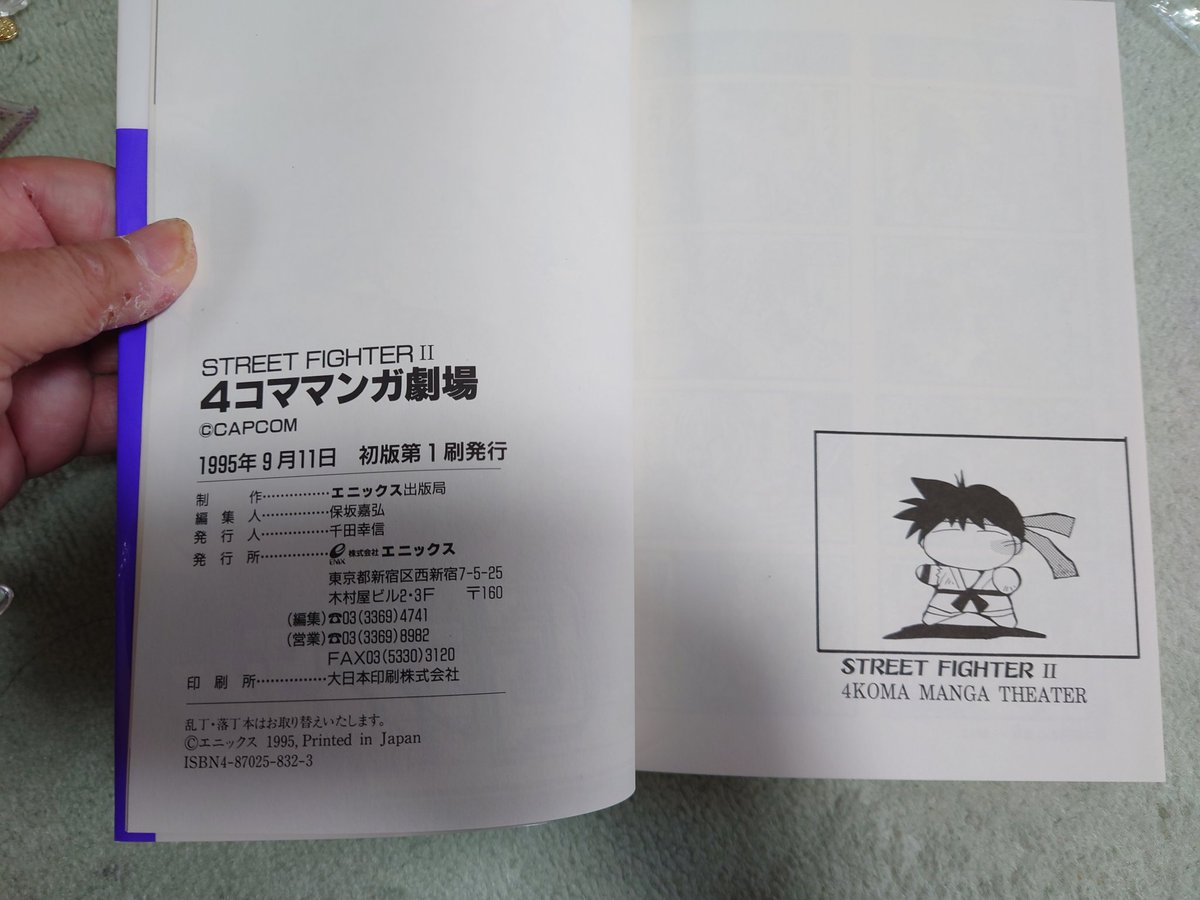 STREET FIGHTER II
4コママンガ劇場
©CAPCOM
1995年9月11日 初版第1刷発行
制作……………エニックス出版局
編集人……………保坂嘉弘
発行人……………千田幸信
発行所……………ENIX 株式会社エニックス
東京都新宿区西新宿7-5-25
木村屋ビル2・3F 〒160
(編集)☎03(3369)4741
(営業)☎03(3369)8982
FAX03(5330)3120
印刷所……………大日本印刷株式会社
乱丁・落丁本はお取り替えいたします。
©エニックス 1995, Printed in Japan
ISBN4-87025-832-3
STREET FIGHTER II
4KOMA MANGA THEATER